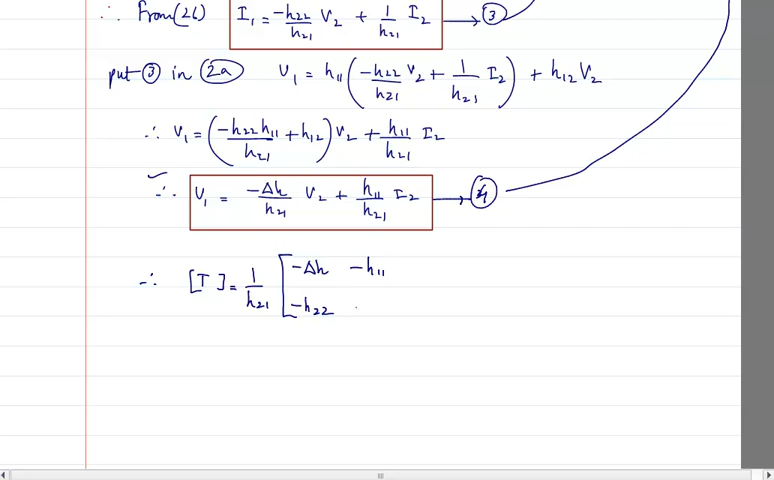 ∴ From (2b) I₁ = -h₂₂/h₂₁ V₂ + 1/h₂₁ I₂ → ③
put ③ in (2a) V₁ = h₁₁(-h₂₂/h₂₁ V₂ + 1/h₂₁ I₂) + h₁₂V₂
∴ V₁ = (-h₂₂h₁₁/h₂₁ + h₁₂)V₂ + h₁₁/h₂₁ I₂
∴ V₁ = -Δh/h₂₁ V₂ + h₁₁/h₂₁ I₂ → ④
∴ [T] = 1/h₂₁ [-Δh -h₁₁
-h₂₂